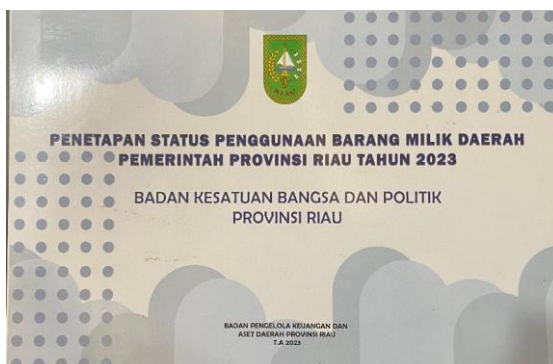 RIAU
PENETAPAN STATUS PENGGUNAAN BARANG MILIK DAERAH
PEMERINTAH PROVINSI RIAU TAHUN 2023
BADAN KESATUAN BANGSA DAN POLITIK
PROVINSI RIAU
BADAN PENGELOLA KEUANGAN DAN
ASET DAERAH PROVINSI RIAU
T.A 2023